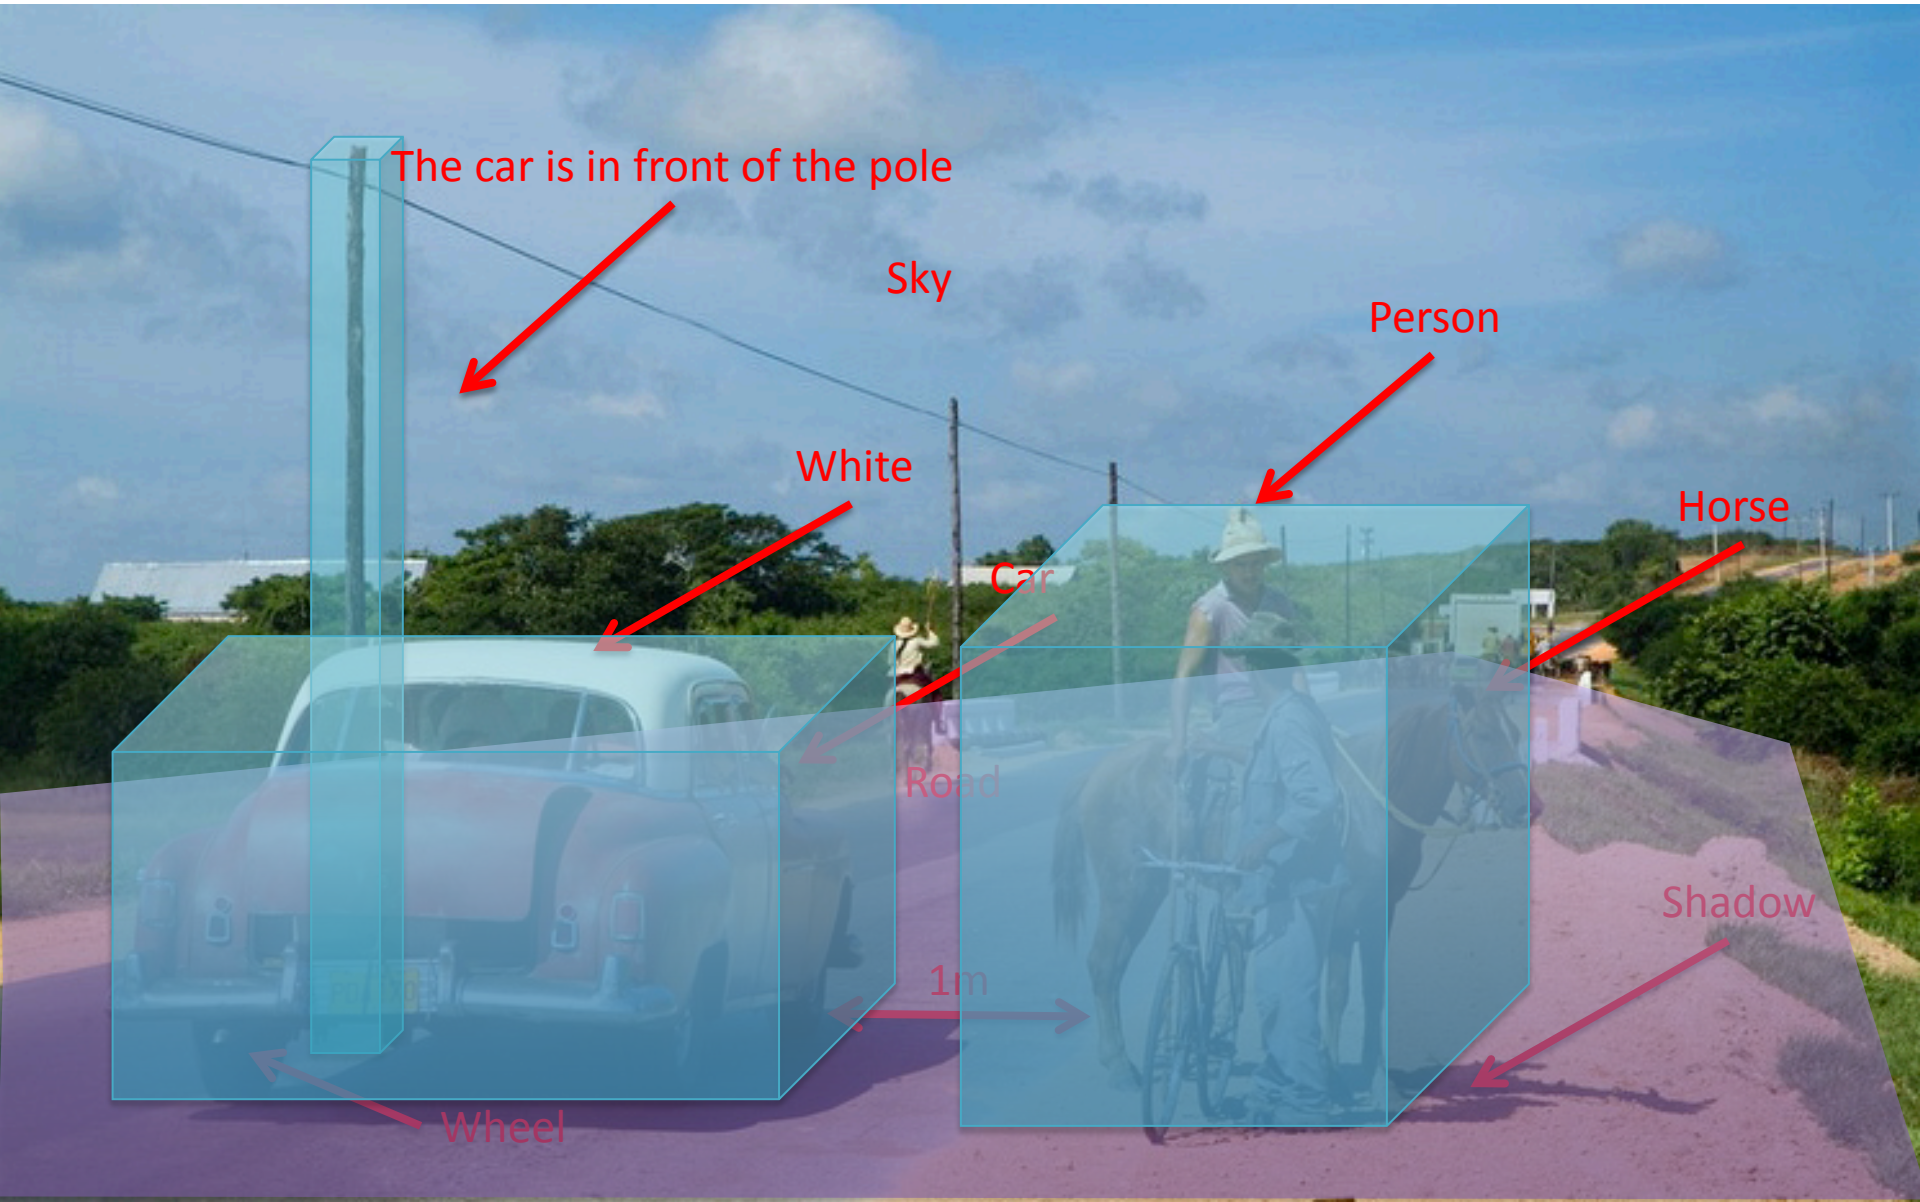 The car is in front of the pole
Sky
Person
White
Horse
Car
Road
Shadow
1m
Wheel